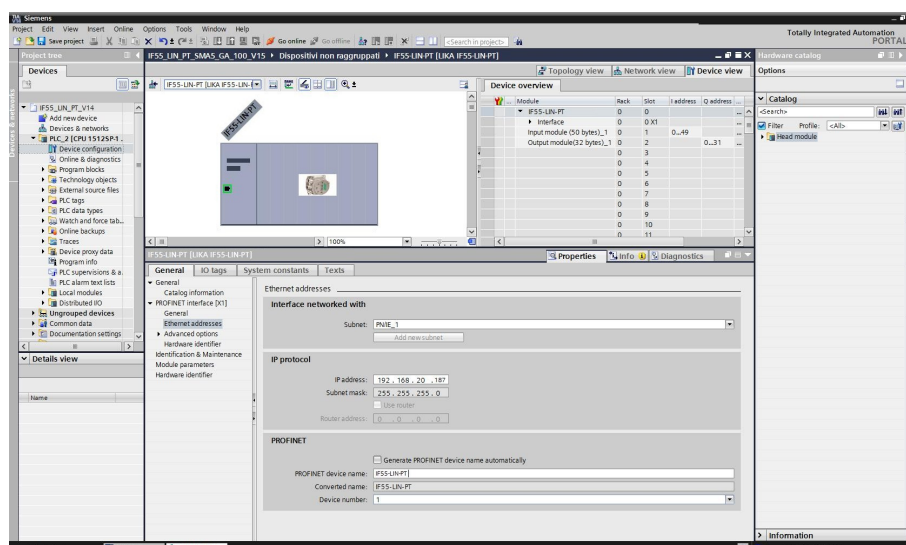 Siemens
Project Edit View Insert Online Options Tools Window Help
Save project Go online Go offline <Search in project>
Totally Integrated Automation
PORTAL
Project tree
IF55_LIN_PT_SMA5_GA_100_V15 ▸ Dispositivi non raggruppati ▸ IF55-LIN-PT [LIKA IF55-LIN-PT]
Hardware catalog
Devices
Topology view Network view Device view
Options
IF55-LIN-PT [LIKA IF55-LIN-
Device overview
Module Rack Slot I address Q address ...
IF55-LIN-PT 0 0
Interface 0 0 X1
Input module (50 bytes)_1 0 1 0...49
Output module(32 bytes)_1 0 2 0...31
0 3
0 4
0 5
0 6
0 7
0 8
0 9
0 10
0 11
IF55-LIN-PT
100%
Catalog
<Search>
Filter Profile: <All>
Head module
IF55_LIN_PT_V14
Add new device
Devices & networks
PLC_2 [CPU 1512SP-1 ...
Device configuration
Online & diagnostics
Program blocks
Technology objects
External source files
PLC tags
PLC data types
Watch and force tab...
Online backups
Traces
Device proxy data
Program info
PLC supervisions & a.
PLC alarm text lists
Local modules
Distributed I/O
Ungrouped devices
Common data
Documentation settings
Details view
Name
IF55-LIN-PT [LIKA IF55-LIN-PT]
Properties Info Diagnostics
General IO tags System constants Texts
General
Catalog information
PROFINET interface [X1]
General
Ethernet addresses
Advanced options
Hardware identifier
Identification & Maintenance
Module parameters
Hardware identifier
Ethernet addresses
Interface networked with
Subnet: PN/IE_1
Add new subnet
IP protocol
IP address: 192 . 168 . 20 . 187
Subnet mask: 255 . 255 . 255 . 0
Use router
Router address: 0 . 0 . 0 . 0
PROFINET
Generate PROFINET device name automatically
PROFINET device name: IF55-LIN-PT
Converted name: IF55-LIN-PT
Device number: 1
Information